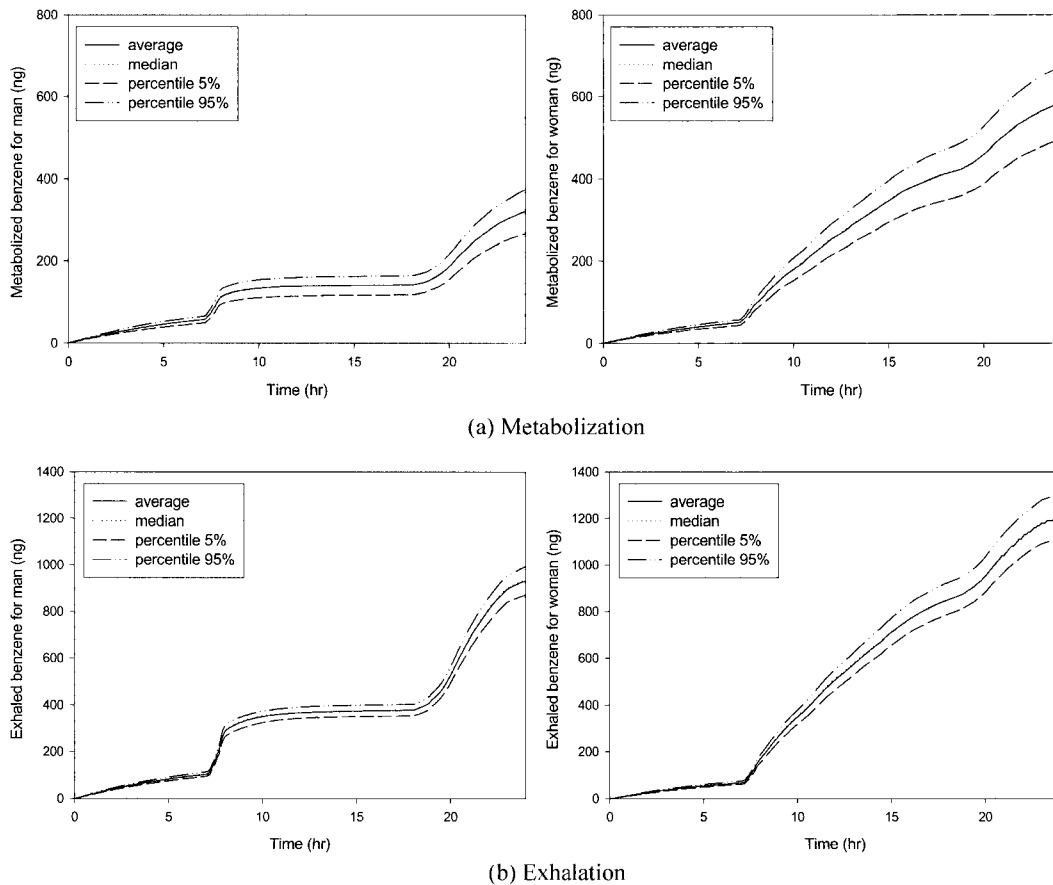 Metabolized benzene for man (ng)
800
600
400
200
0
average
median
percentile 5%
percentile 95%
0 5 10 15 20
Time (hr)
Metabolized benzene for woman (ng)
800
600
400
200
0
average
median
percentile 5%
percentile 95%
0 5 10 15 20
Time (hr)
(a) Metabolization
Exhaled benzene for man (ng)
1400
1200
1000
800
600
400
200
0
average
median
percentile 5%
percentile 95%
0 5 10 15 20
Time (hr)
Exhaled benzene for woman (ng)
1400
1200
1000
800
600
400
200
0
average
median
percentile 5%
percentile 95%
0 5 10 15 20
Time (hr)
(b) Exhalation